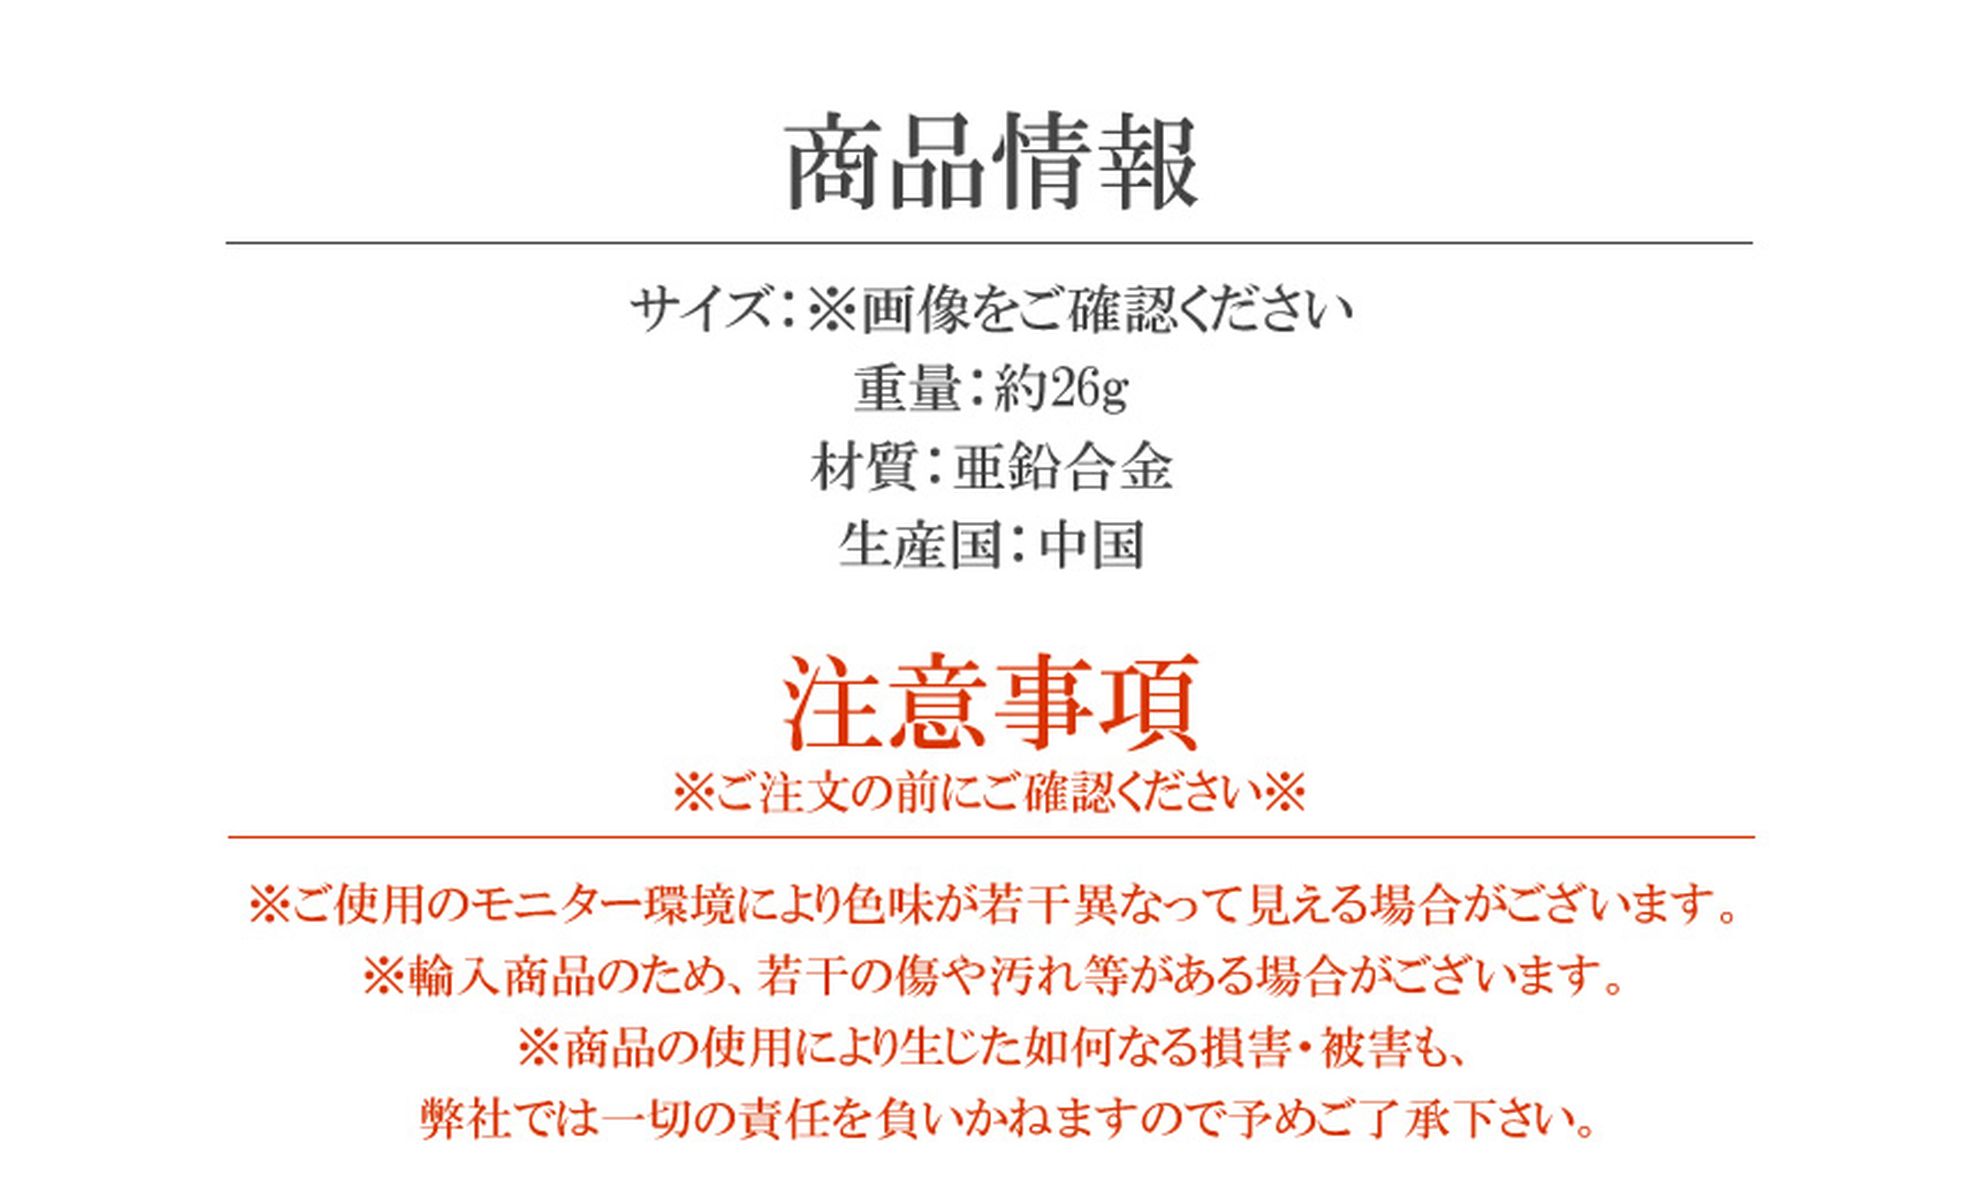 商品情報
サイズ：※画像をご確認ください
重量：約26g
材質：亜鉛合金
生産国：中国
注意事項
※ご注文の前にご確認ください※
※ご使用のモニター環境により色味が若干異なって見える場合がございます。
※輸入商品のため、若干の傷や汚れ等がある場合がございます。
※商品の使用により生じた如何なる損害・被害も、
弊社では一切の責任を負いかねますので予めご了承下さい。